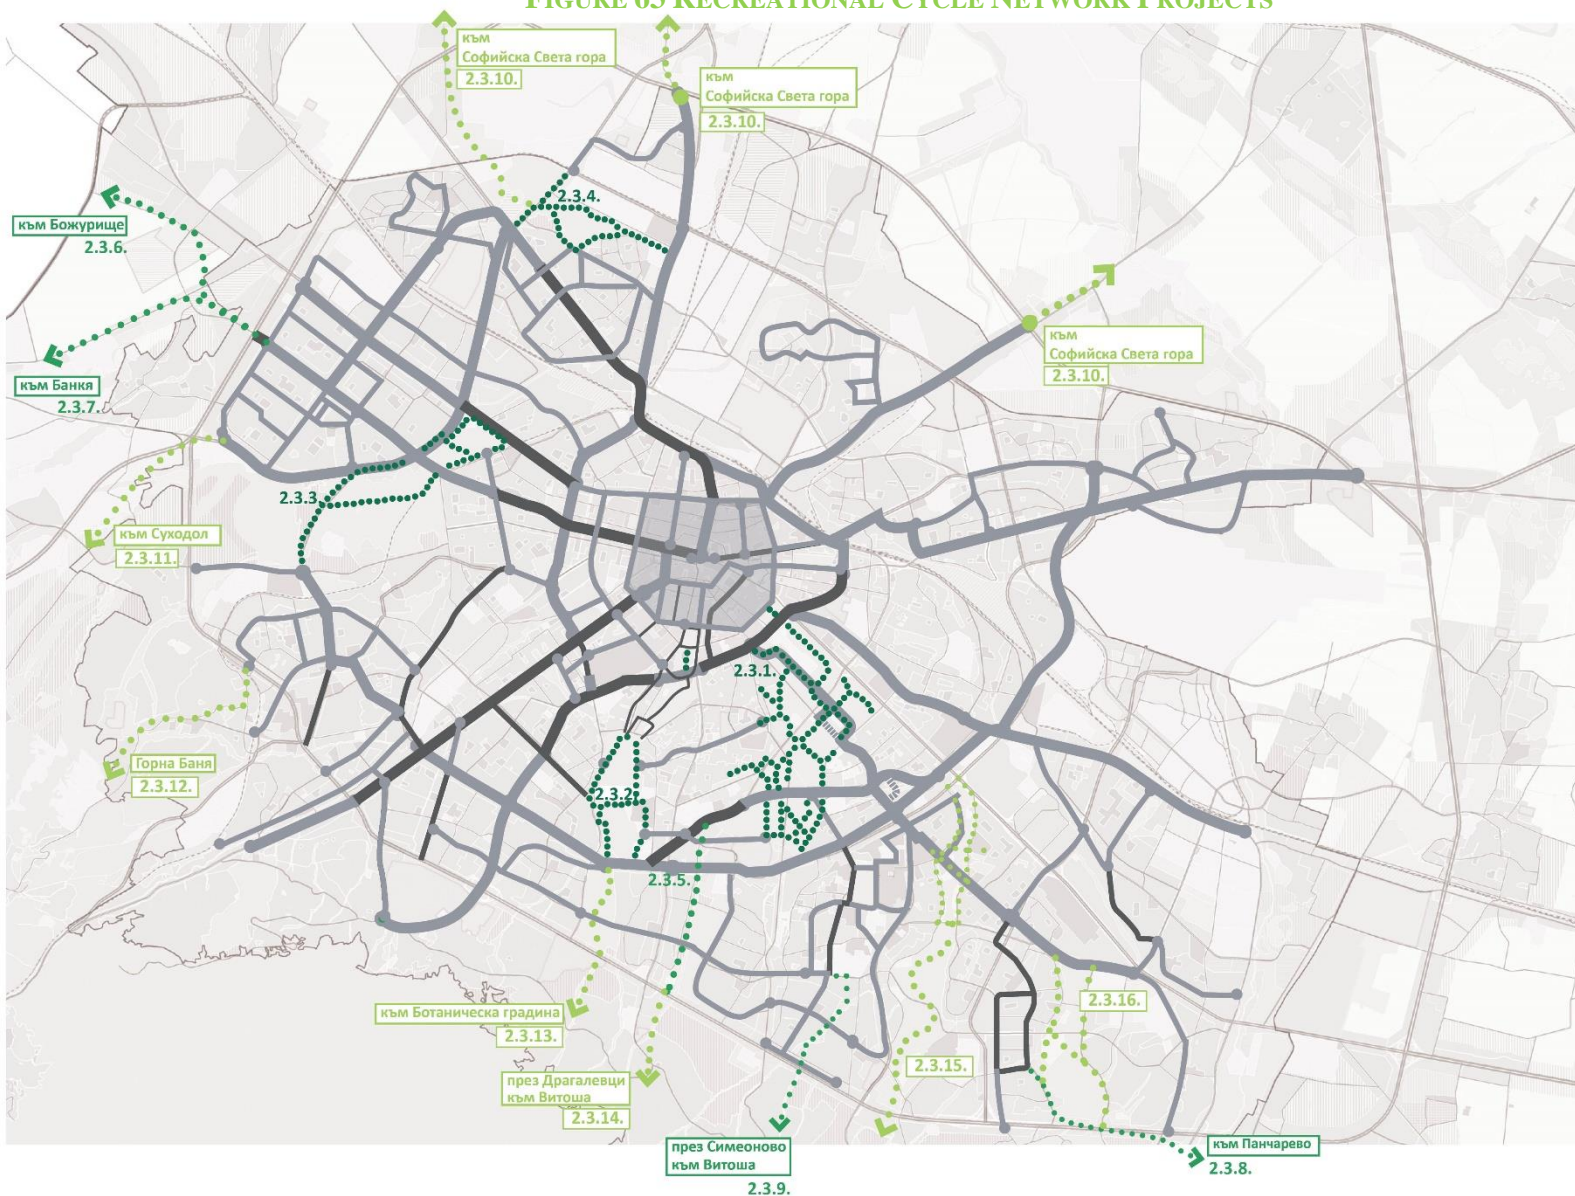 FIGURE 63 RECREATIONAL CYCLE NETWORK PROJECTS
към
Софийска Света гора
2.3.10.
към
Софийска Света гора
2.3.10.
2.3.4.
към Божурище
2.3.6.
към
Софийска Света гора
2.3.10.
към Банкя
2.3.7.
2.3.3.
към Суходол
2.3.11.
2.3.1.
Горна Баня
2.3.12.
2.3.2.
2.3.5.
към Ботаническа градина
2.3.13.
2.3.16.
2.3.15.
през Драгалевци
към Витоша
2.3.14.
през Симеоново
към Витоша
2.3.9.
към Панчарево
2.3.8.